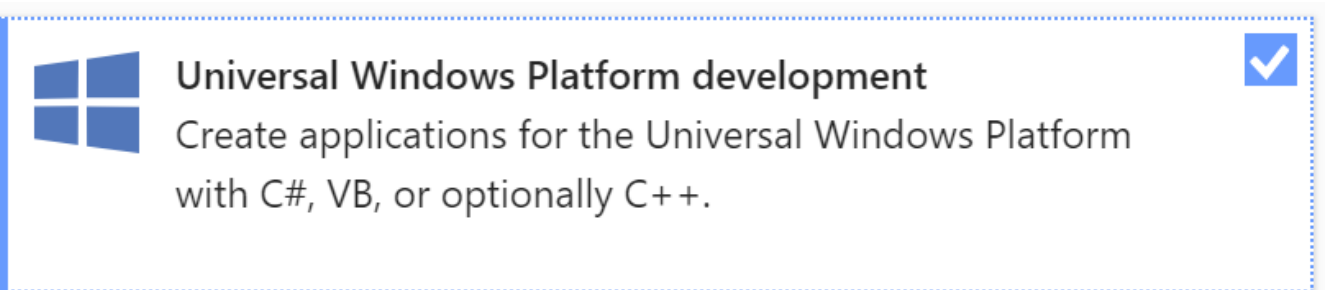 Universal Windows Platform development
Create applications for the Universal Windows Platform
with C#, VB, or optionally C++.